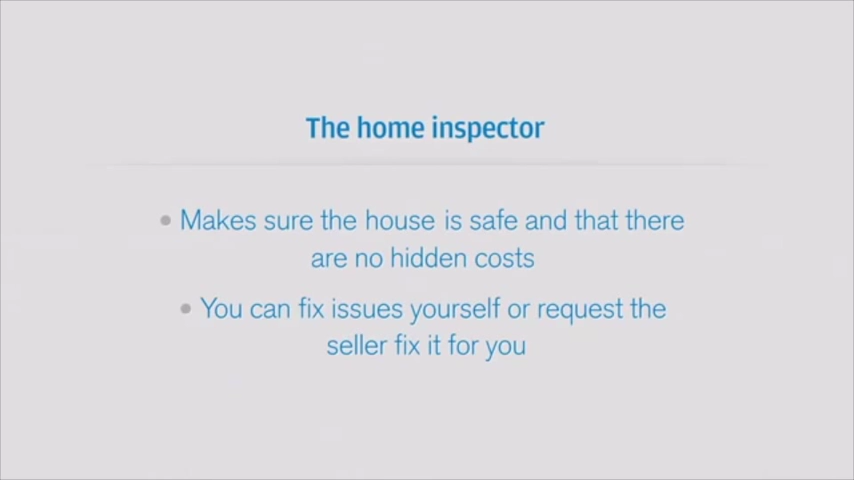 The home inspector
• Makes sure the house is safe and that there
are no hidden costs
• You can fix issues yourself or request the
seller fix it for you